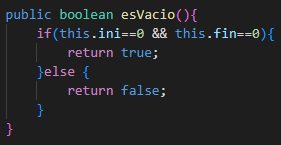 public boolean esVacio(){
    if(this.ini==0 && this.fin==0){
        return true;
    }else {
        return false;
    }
}